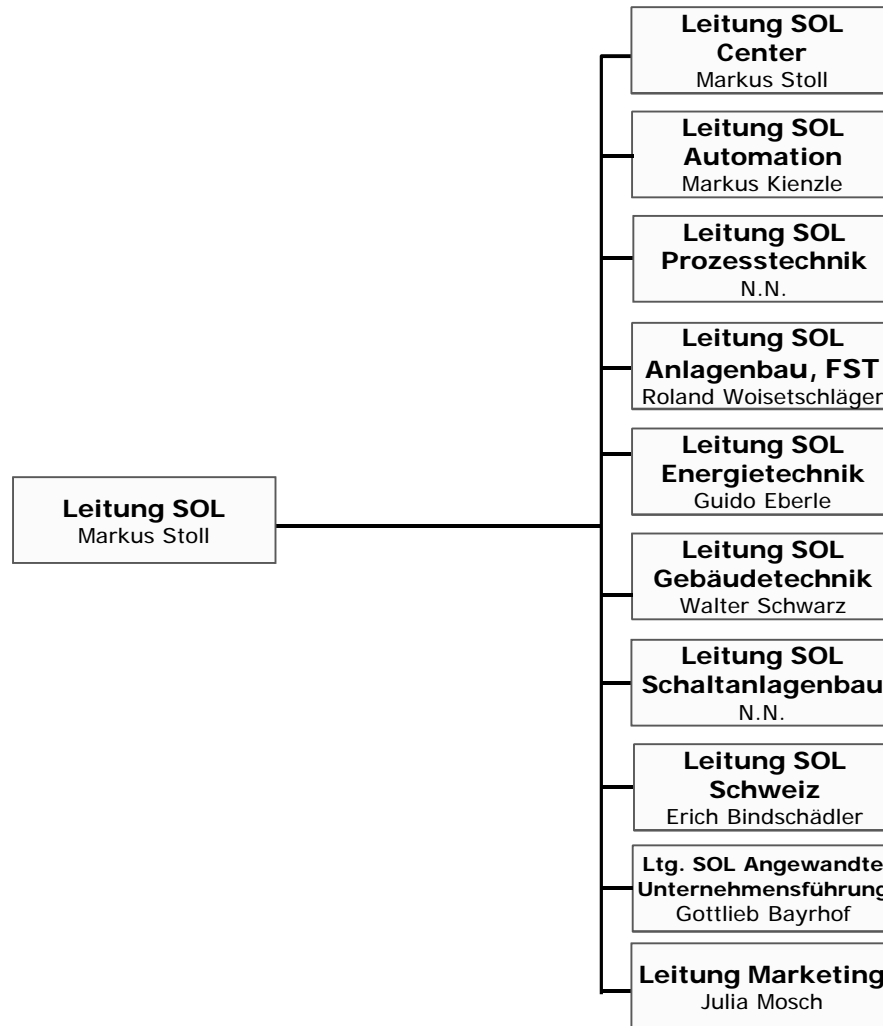 Leitung SOL
Center
Markus Stoll
Leitung SOL
Automation
Markus Kienzle
Leitung SOL
Prozesstechnik
N.N.
Leitung SOL
Anlagenbau, FST
Roland Woisetschläger
Leitung SOL
Energietechnik
Guido Eberle
Leitung SOL
Markus Stoll
Leitung SOL
Gebäudetechnik
Walter Schwarz
Leitung SOL
Schaltanlagenbau
N.N.
Leitung SOL
Schweiz
Erich Bindschädler
Ltg. SOL Angewandte
Unternehmensführung
Gottlieb Bayrhof
Leitung Marketing
Julia Mosch